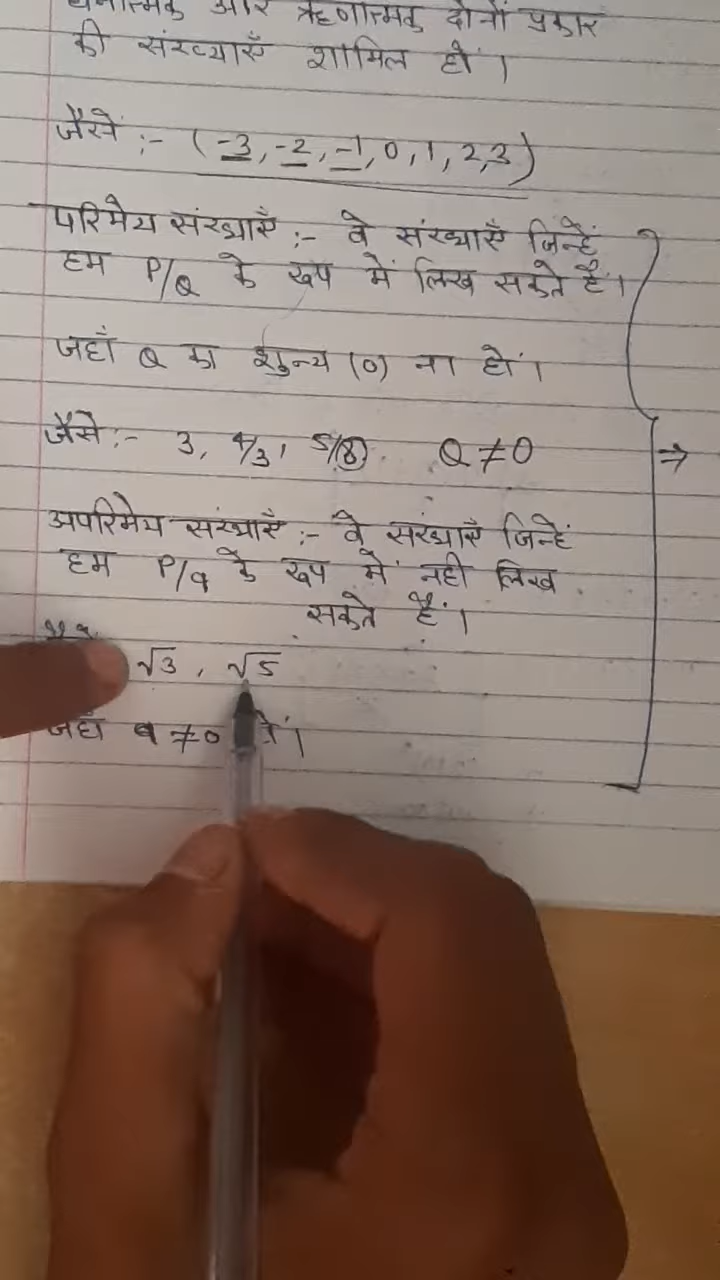 धनात्मक और ऋणात्मक दोनों प्रकार
की संख्याएँ शामिल हों।
जैसे :- (-3, -2, -1, 0, 1, 2, 3)
परिमेय संख्याएँ :- वे संख्याएँ जिन्हें
हम P/Q के रूप में लिख सकते हैं।
जहाँ Q का शुन्य (0) ना हों।
जैसे :- 3, 4/3, 5/8. Q ≠ 0
⇒
अपरिमेय संख्याएँ :- वे संख्याएँ जिन्हें
हम P/q के रूप में नही लिख
सकते हैं।
√3, √5
जहाँ q ≠ 0